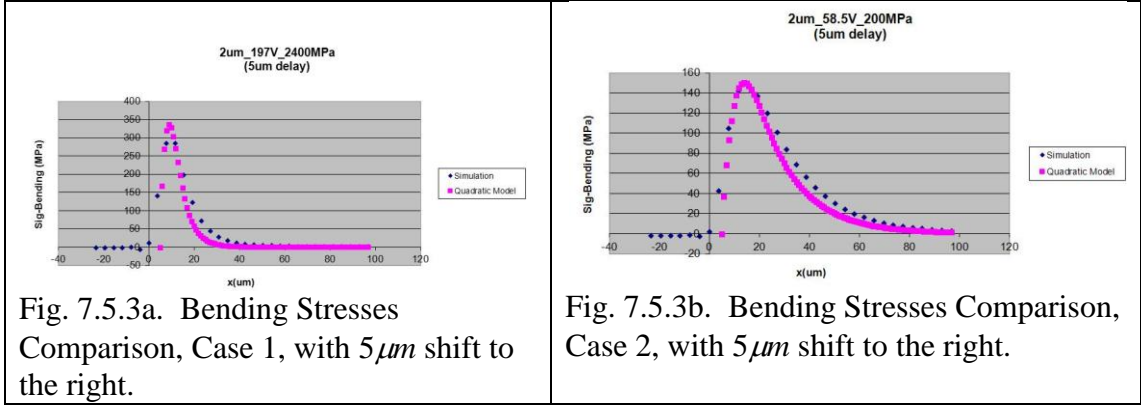 2um_197V_2400MPa
(5um delay)
400
350
300
250
200
150
100
50
0
50
-40
-20
0
20
40
60
80
100
120
Sig-Bending (MPa)
x(um)
Simulation
Quadratic Model
Fig. 7.5.3a. Bending Stresses
Comparison, Case 1, with 5μm shift to
the right.
2um_58.5V_200MPa
(5um delay)
160
140
120
100
80
60
40
20
0
20
-40
-20
0
20
40
60
80
100
120
Sig-Bending (MPa)
x(um)
Simulation
Quadratic Model
Fig. 7.5.3b. Bending Stresses Comparison,
Case 2, with 5μm shift to the right.